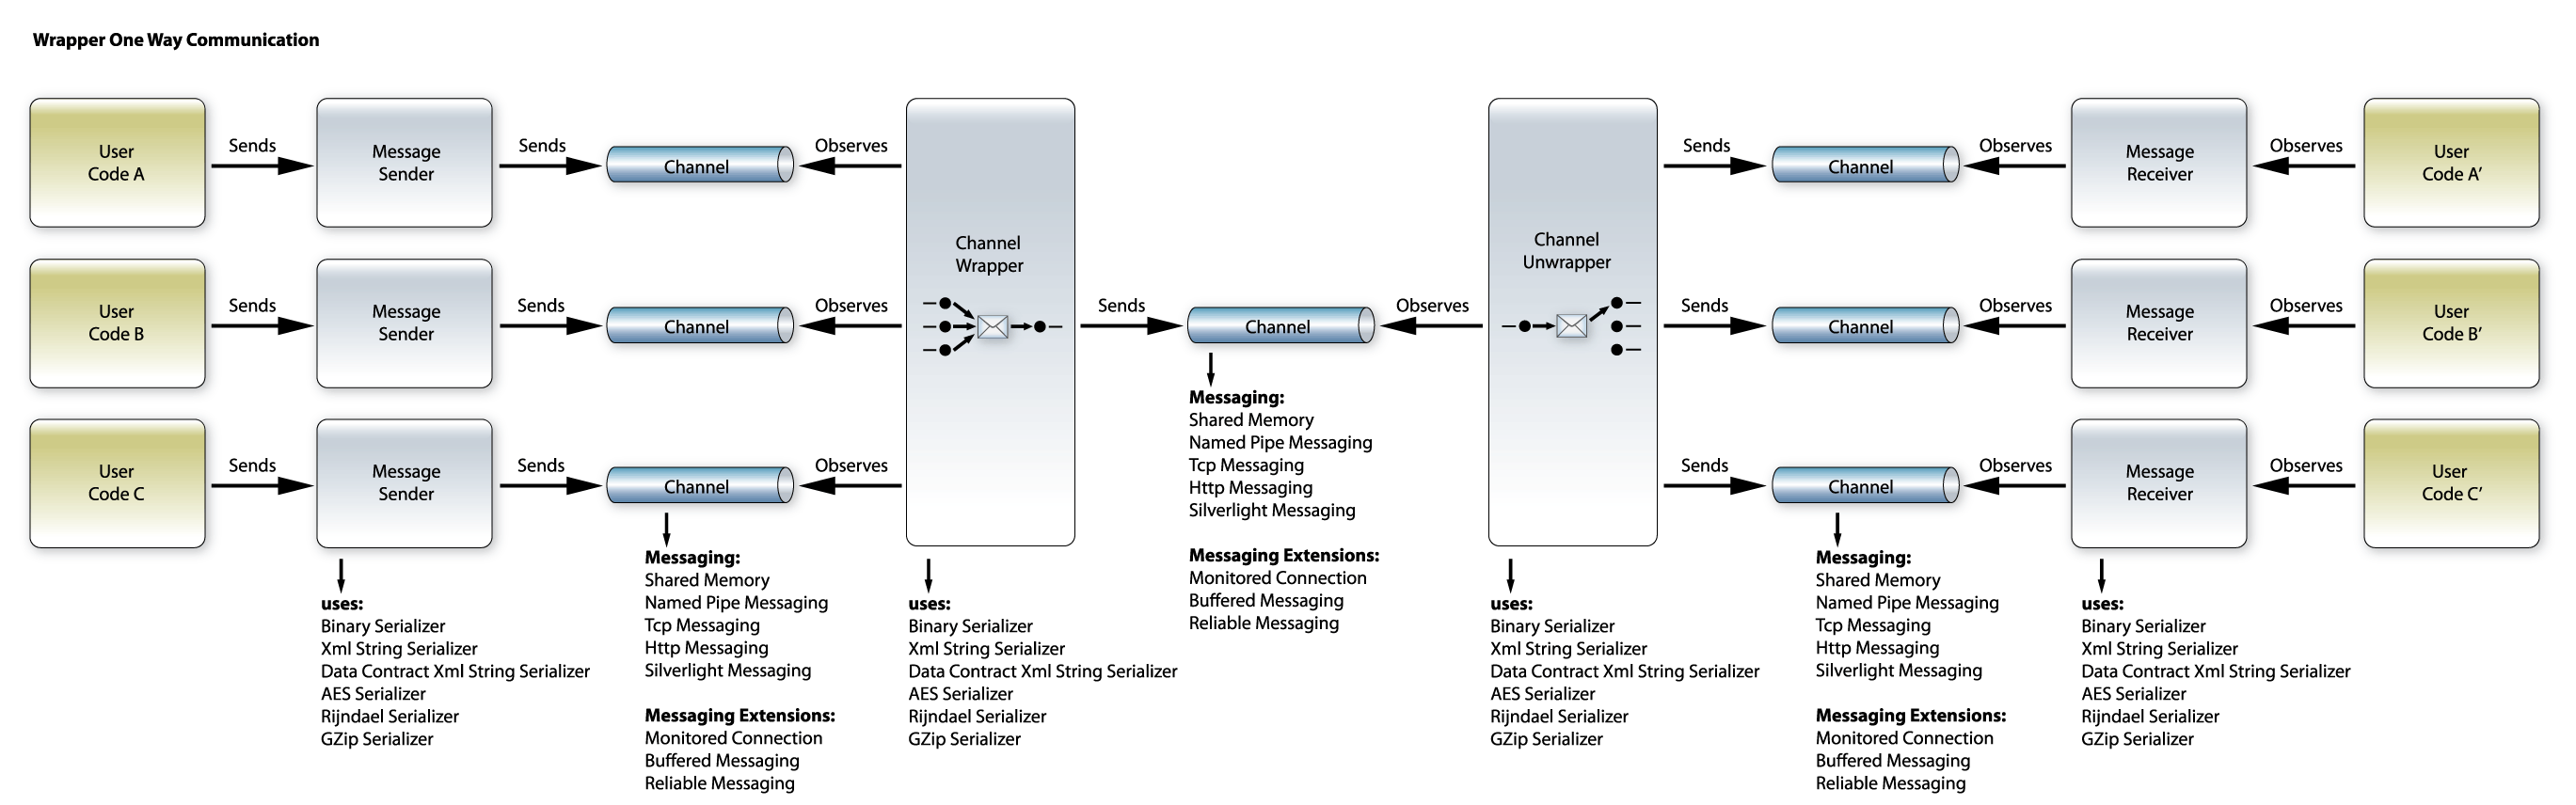 Wrapper One Way Communication
User
Code A
Sends
Message
Sender
Sends
Channel
Observes
Sends
Channel
Observes
Message
Receiver
Observes
User
Code A’
Channel
Wrapper
Channel
Unwrapper
User
Code B
Sends
Message
Sender
Sends
Channel
Observes
Sends
Channel
Observes
Sends
Channel
Observes
Message
Receiver
Observes
User
Code B’
User
Code C
Sends
Message
Sender
Sends
Channel
Observes
Sends
Channel
Observes
Message
Receiver
Observes
User
Code C’
uses:
Binary Serializer
Xml String Serializer
Data Contract Xml String Serializer
AES Serializer
Rijndael Serializer
GZip Serializer
Messaging:
Shared Memory
Named Pipe Messaging
Tcp Messaging
Http Messaging
Silverlight Messaging
Messaging Extensions:
Monitored Connection
Buffered Messaging
Reliable Messaging
uses:
Binary Serializer
Xml String Serializer
Data Contract Xml String Serializer
AES Serializer
Rijndael Serializer
GZip Serializer
Messaging:
Shared Memory
Named Pipe Messaging
Tcp Messaging
Http Messaging
Silverlight Messaging
Messaging Extensions:
Monitored Connection
Buffered Messaging
Reliable Messaging
uses:
Binary Serializer
Xml String Serializer
Data Contract Xml String Serializer
AES Serializer
Rijndael Serializer
GZip Serializer
Messaging:
Shared Memory
Named Pipe Messaging
Tcp Messaging
Http Messaging
Silverlight Messaging
Messaging Extensions:
Monitored Connection
Buffered Messaging
Reliable Messaging
uses:
Binary Serializer
Xml String Serializer
Data Contract Xml String Serializer
AES Serializer
Rijndael Serializer
GZip Serializer